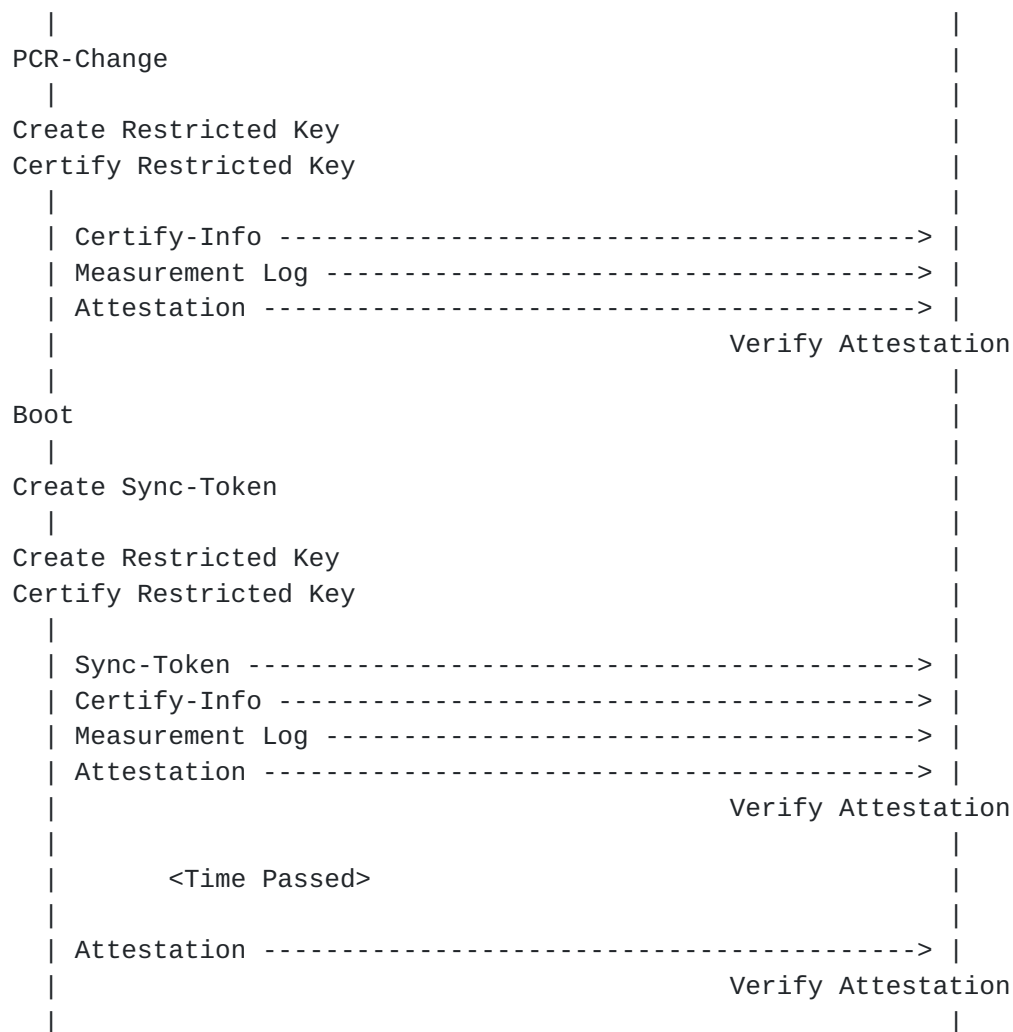 |                                                         |
PCR-Change                                                  |
  |                                                         |
Create Restricted Key                                       |
Certify Restricted Key                                      |
  |                                                         |
  | Certify-Info -----------------------------------------> |
  | Measurement Log --------------------------------------> |
  | Attestation ------------------------------------------> |
  |                                           Verify Attestation
  |                                                         |
Boot                                                        |
  |                                                         |
Create Sync-Token                                           |
  |                                                         |
Create Restricted Key                                       |
Certify Restricted Key                                      |
  |                                                         |
  | Sync-Token -------------------------------------------> |
  | Certify-Info -----------------------------------------> |
  | Measurement Log --------------------------------------> |
  | Attestation ------------------------------------------> |
  |                                           Verify Attestation
  |                                                         |
  |       <Time Passed>                                     |
  |                                                         |
  | Attestation ------------------------------------------> |
  |                                           Verify Attestation
  |                                                         |